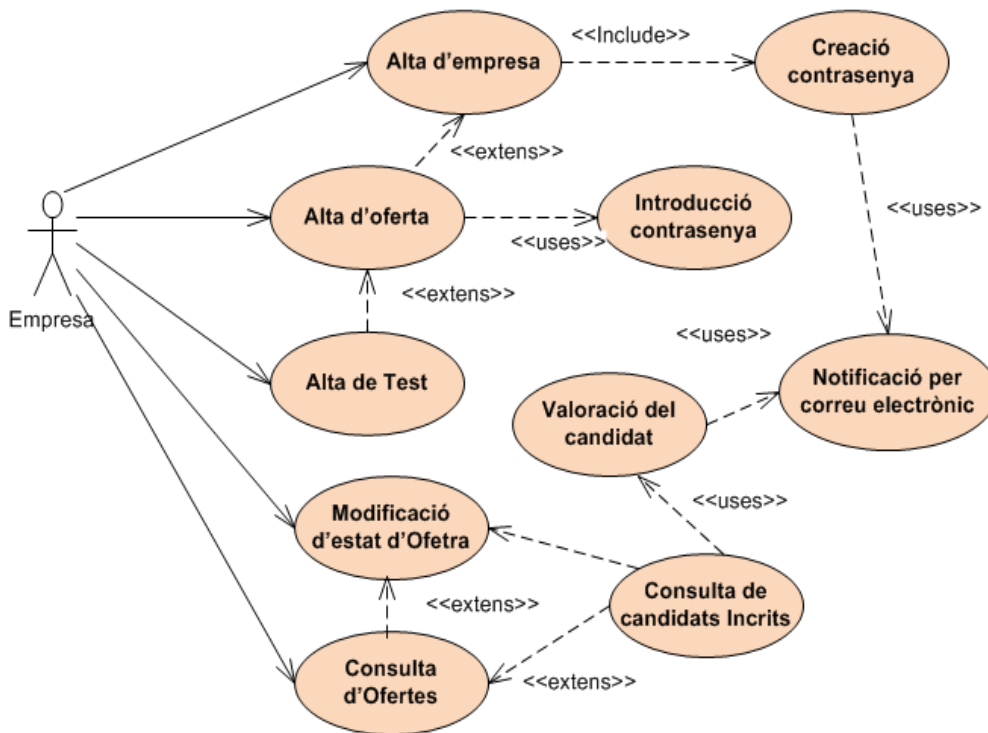 <<Include>>
Alta d'empresa
Creació
contrasenya
<<extens>>
Alta d'oferta
Introducció
contrasenya
<<uses>>
<<uses>>
<<extens>>
Empresa
<<uses>>
Alta de Test
Notificació per
correu electrònic
Valoració del
candidat
<<uses>>
Modificació
d'estat d'Ofetra
Consulta de
candidats Incrits
<<extens>>
Consulta
d'Ofertes
<<extens>>